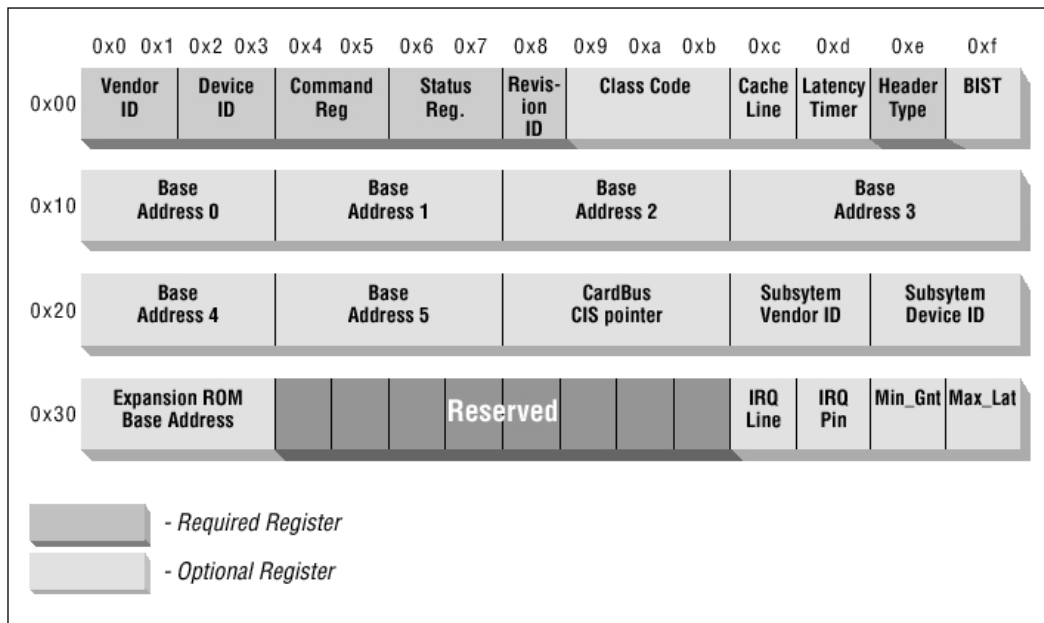 0x0 0x1 0x2 0x3 0x4 0x5 0x6 0x7 0x8 0x9 0xa 0xb 0xc 0xd 0xe 0xf
0x00
Vendor ID
Device ID
Command Reg
Status Reg.
Revis-
ion
ID
Class Code
Cache Line
Latency Timer
Header Type
BIST
0x10
Base
Address 0
Base
Address 1
Base
Address 2
Base
Address 3
0x20
Base
Address 4
Base
Address 5
CardBus
CIS pointer
Subsytem
Vendor ID
Subsytem
Device ID
0x30
Expansion ROM
Base Address
Reserved
IRQ
Line
IRQ
Pin
Min_Gnt
Max_Lat
- Required Register
- Optional Register